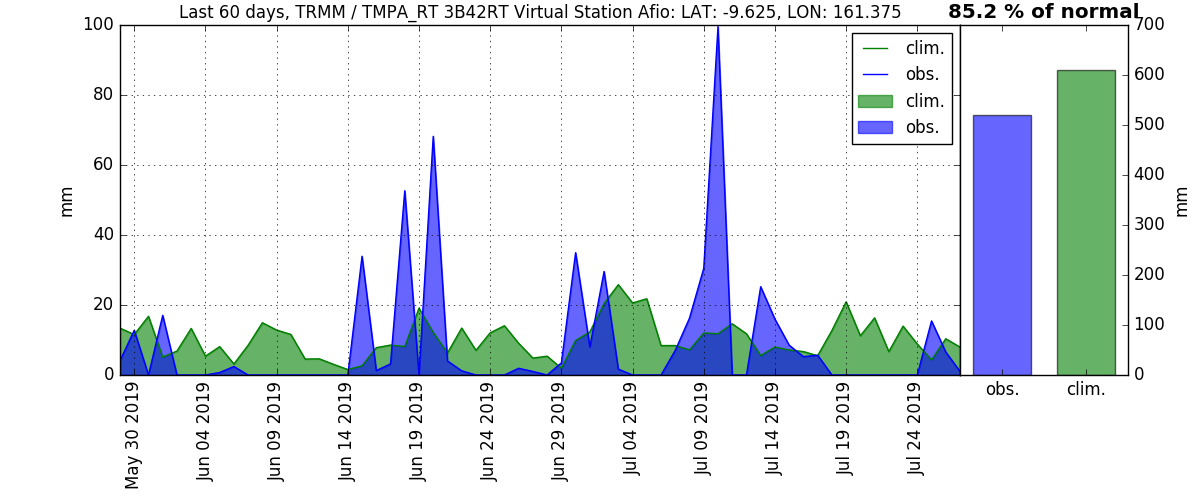 Last 60 days, TRMM / TMPA_RT 3B42RT Virtual Station Afio: LAT: -9.625, LON: 161.375
85.2 % of normal
100
80
60
40
20
0
mm
clim.
obs.
clim.
obs.
700
600
500
400
300
200
100
0
mm
obs.
clim.
May 30 2019
Jun 04 2019
Jun 09 2019
Jun 14 2019
Jun 19 2019
Jun 24 2019
Jun 29 2019
Jul 04 2019
Jul 09 2019
Jul 14 2019
Jul 19 2019
Jul 24 2019